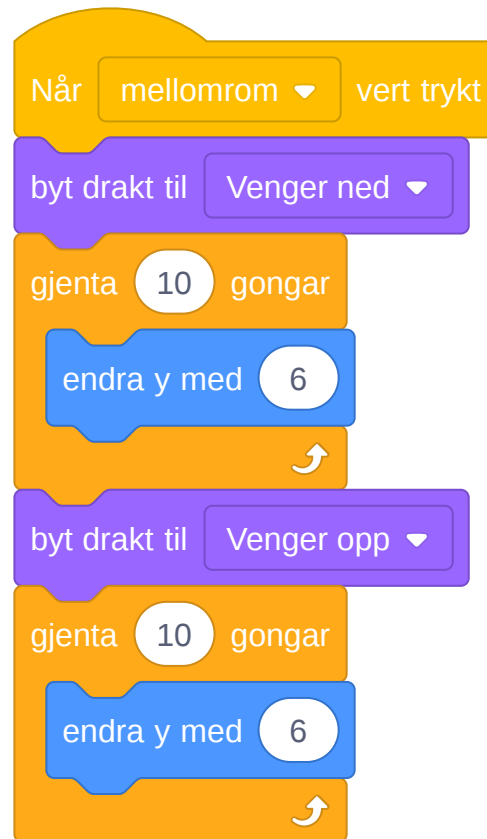 Når mellomrom vert trykt
byt drakt til Venger ned
gjenta 10 gongar
endra y med 6
byt drakt til Venger opp
gjenta 10 gongar
endra y med 6